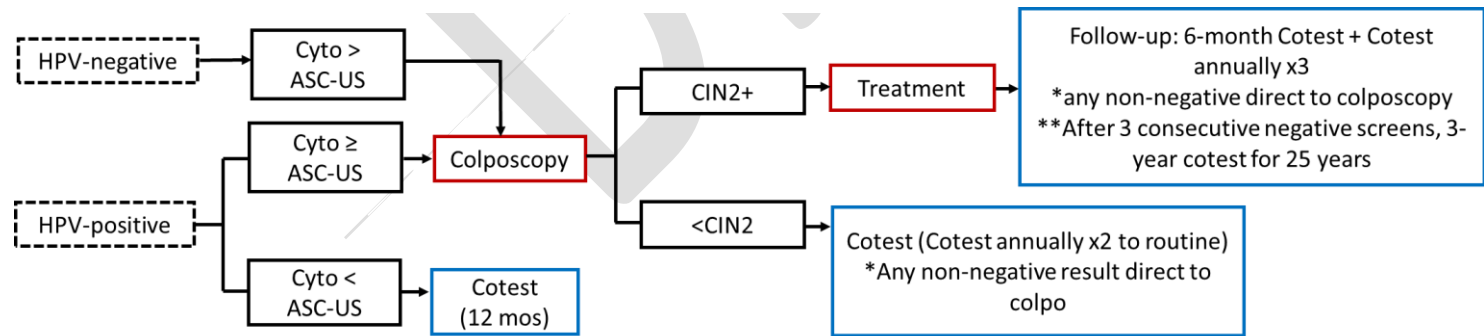 HPV-negative
Cyto >
ASC-US
HPV-positive
Cyto ≥
ASC-US
Cyto <
ASC-US
Colposcopy
Cotest
(12 mos)
CIN2+
Treatment
Follow-up: 6-month Cotest + Cotest
annually x3
*any non-negative direct to colposcopy
**After 3 consecutive negative screens, 3-
year cotest for 25 years
<CIN2
Cotest (Cotest annually x2 to routine)
*Any non-negative result direct to
colpo